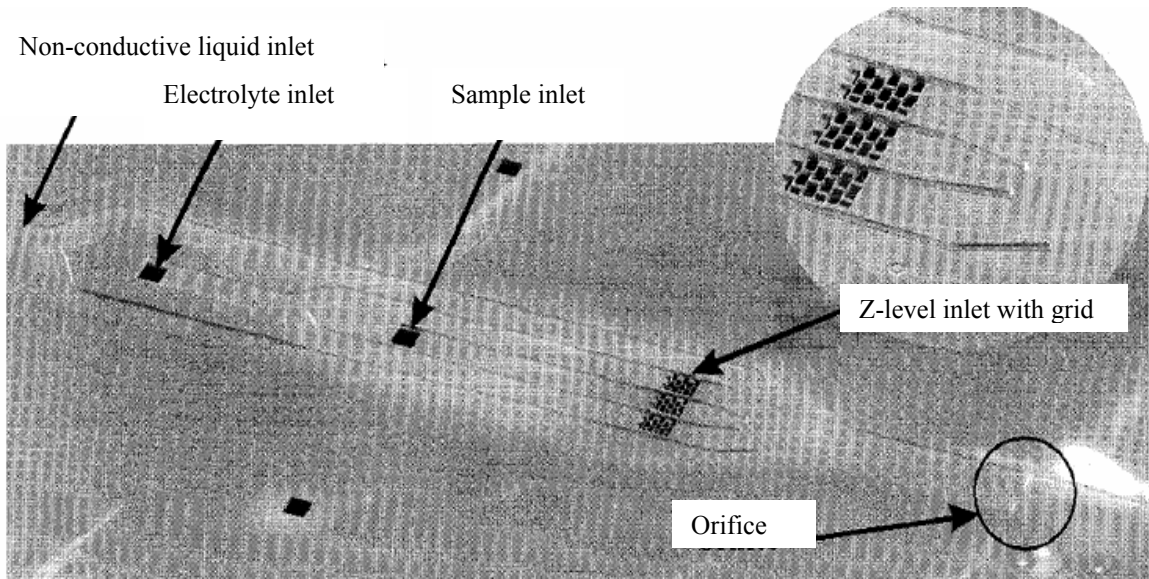 Non-conductive liquid inlet
Electrolyte inlet
Sample inlet
Z-level inlet with grid
Orifice